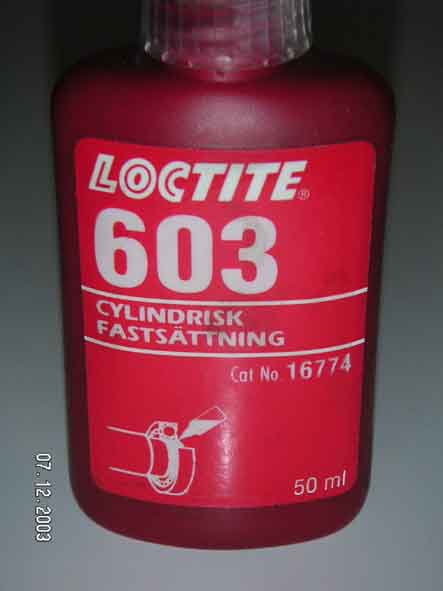 LOCTITE®
603
CYLINDRISK
FASTSÄTTNING
Cat No. 16774
50 ml
07.12.2003